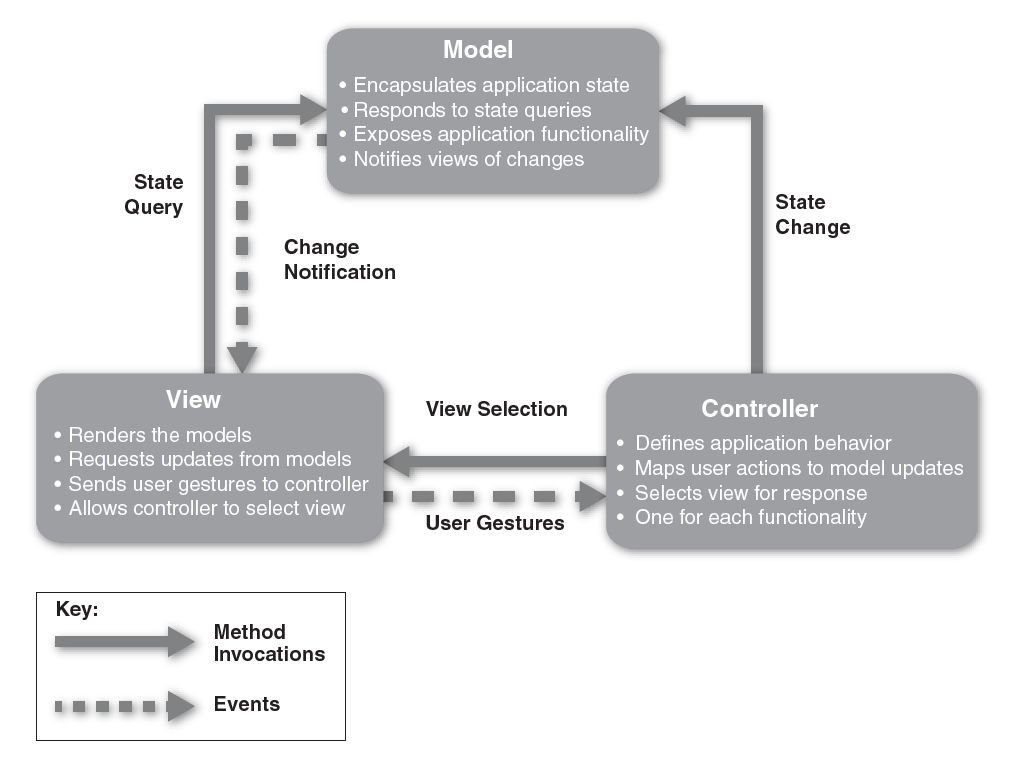 Model
• Encapsulates application state
• Responds to state queries
• Exposes application functionality
• Notifies views of changes
State
Query
Change
Notification
State
Change
View
• Renders the models
• Requests updates from models
• Sends user gestures to controller
• Allows controller to select view
View Selection
User Gestures
Controller
• Defines application behavior
• Maps user actions to model updates
• Selects view for response
• One for each functionality
Key:
Method
Invocations
Events